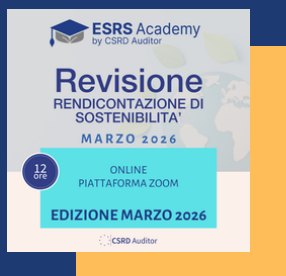 ESRS Academy
by CSRD Auditor
Revisione
RENDICONTAZIONE DI
SOSTENIBILITA'
MARZO 2026
12
ore
ONLINE
PIATTAFORMA ZOOM
EDIZIONE MARZO 2026
CSRD Auditor